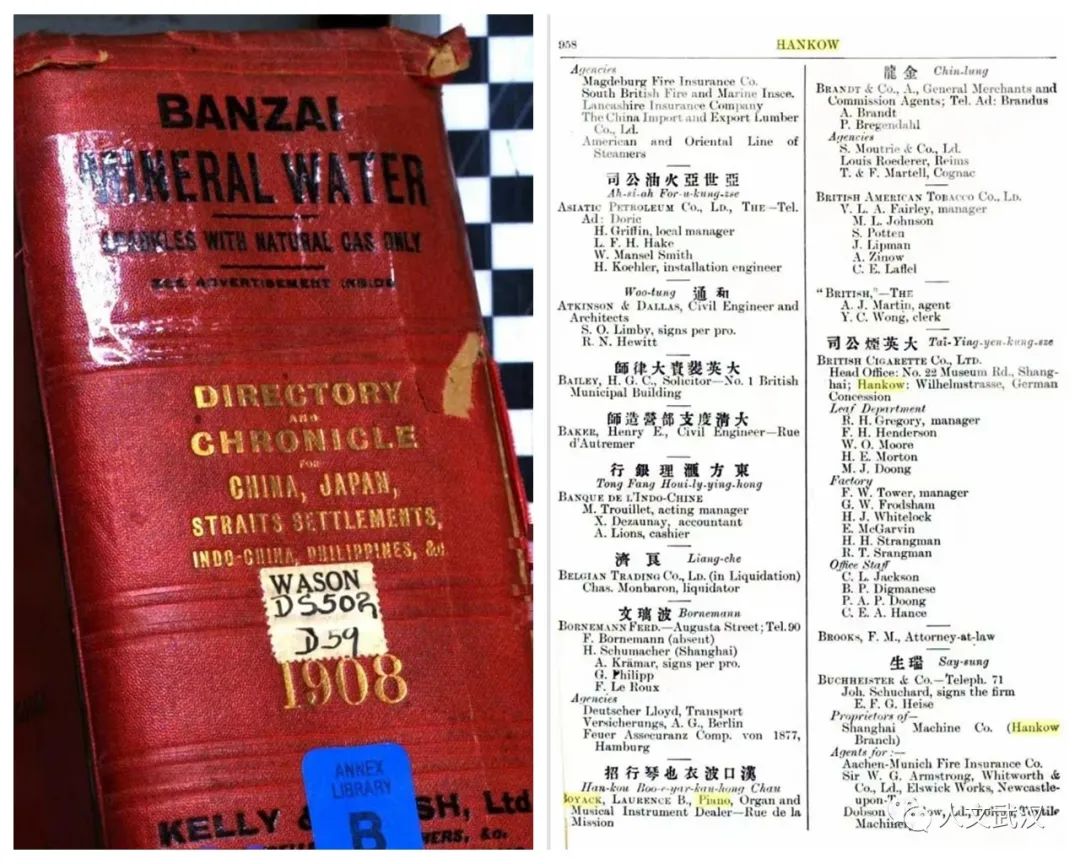 BANZAI
MINERAL WATER
SPARKLES WITH NATURAL GAS ONLY
SEE ADVERTISEMENT INSIDE
DIRECTORY
AND
CHRONICLE
FOR
CHINA, JAPAN,
STRAITS SETTLEMENTS,
INDO-CHINA, PHILIPPINES, &c.
WASON
DS502
D59
1908
ANNEX
LIBRARY
B
KELLY &
SH, Ltd
ERS, &c.
958
HANKOW
Agencies
Magdeburg Fire Insurance Co.
South British Fire and Marine Insce.
Lancashire Insurance Company
The China Import and Export Lumber
Co., Ld.
American and Oriental Line of
Steamers
司公油火亞世亞
Ah-si-ah For-u-kung-sze
ASIATIC PETROLEUM Co., LD., THE—Tel.
Ad: Doric
H. Griffin, local manager
L. F. H. Hake
W. Mansel Smith
H. Koehler, installation engineer
Woo-tung 通和
ATKINSON & DALLAS, Civil Engineer and
Architects
S. O. Limby, signs per pro.
R. N. Hewitt
師律大賁裴英大
BAILEY, H. G. C., Solicitor—No. 1 British
Municipal Building
師造營部支度清大
BAKER, Henry E., Civil Engineer—Rue
d'Autremer
行銀理滙方東
Tong Fang Houi-ly-ying-hong
BANQUE DE L'INDO-CHINE
M. Trouillet, acting manager
X. Dezaunay, accountant
A. Lions, cashier
濟良 Liang-che
BELGIAN TRADING Co., LD. (in Liquidation)
Chas. Monbaron, liquidator
文璃波 Bornemann
BORNEMANN FERD.—Augusta Street; Tel. 90
F. Bornemann (absent)
H. Schumacher (Shanghai)
A. Krämar, signs per pro.
G. Philipp
F. Le Roux
Agencies
Deutscher Lloyd, Transport
Versicherungs, A. G., Berlin
Feuer Assecuranz Comp. von 1877,
Hamburg
招行琴也衣波口漢
Han-kou Boo-e-yar-kan-hong Chau
BOYACK, LAURENCE B., Piano, Organ and
Musical Instrument Dealer—Rue de la
Mission
龍金 Chin-lung
BRANDT & Co., A., General Merchants and
Commission Agents; Tel. Ad: Brandus
A. Brandt
P. Bregendahl
Agencies
S. Moutrie & Co., Ld.
Louis Roederer, Reims
T. & F. Martell, Cognac
BRITISH AMERICAN TOBACCO Co., LD.
V. L. A. Fairley, manager
M. L. Johnson
S. Potten
J. Lipman
A. Zinow
C. E. Laffel
"BRITISH,"—THE
A. J. Martin, agent
Y. C. Wong, clerk
司公煙英大 Tai-Ying-yen-kung-sze
BRITISH CIGARETTE Co., LTD.
Head Office: No. 22 Museum Rd., Shang-
hai; Hankow: Wilhelmstrasse, German
Concession
Leaf Department
R. H. Gregory, manager
F. H. Henderson
W. O. Moore
H. E. Morton
M. J. Doong
Factory
F. W. Tower, manager
G. W. Frodsham
H. J. Whitelock
E. McGarvin
H. H. Strangman
R. T. Srangman
Office Staff
C. L. Jackson
B. P. Digmanese
P. A. P. Doong
C. E. A. Hance
BROOKS, F. M., Attorney-at-law
生瑞 Say-sung
BUCHHEISTER & Co.—Teleph. 71
Joh. Schuchard, signs the firm
E. F. G. Heise
Proprietors of—
Shanghai Machine Co. (Hankow
Branch)
Agents for:—
Aachen-Munich Fire Insurance Co.
Sir W. G. Armstrong, Whitworth &
Co., Ld., Elswick Works, Newcastle-
upon-T
Dobson
Textile
Machiner
人文武汉